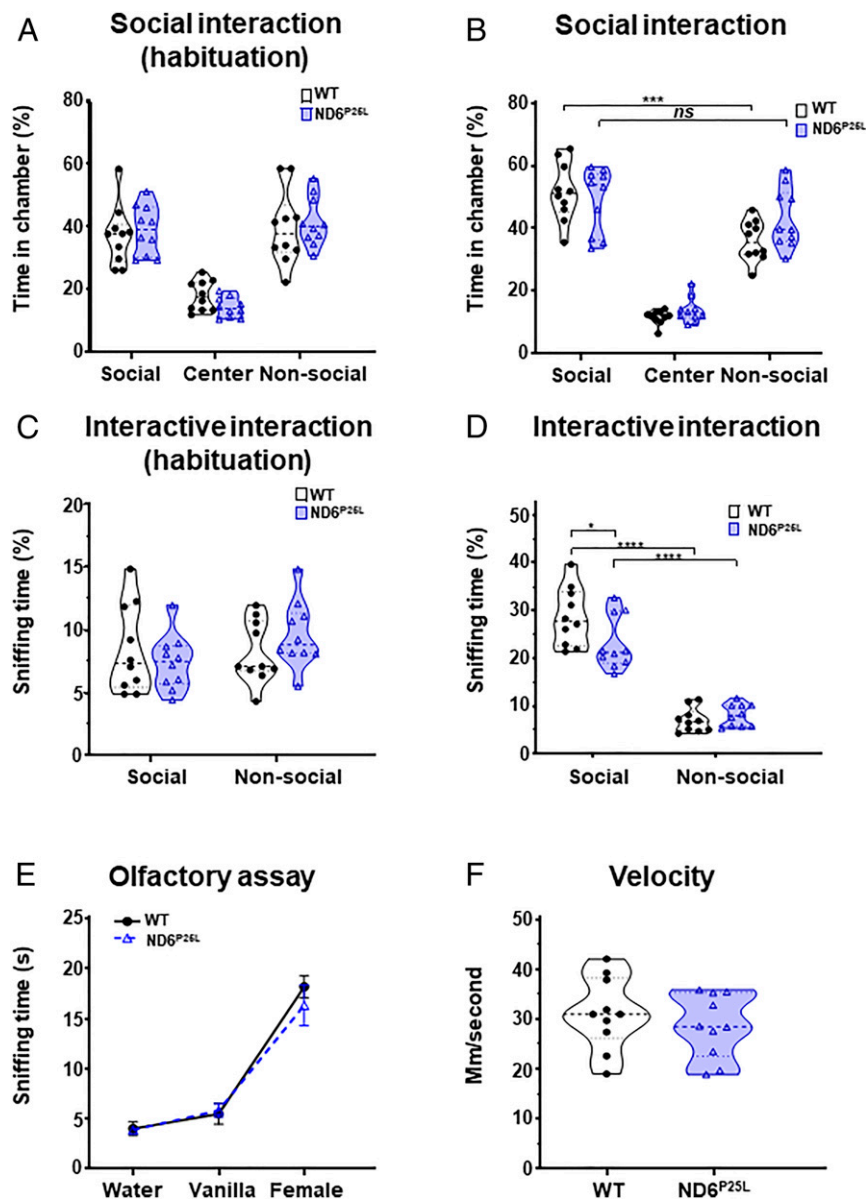 A
Social interaction
(habituation)
WT
ND6P25L
Time in chamber (%)
80
60
40
20
0
Social Center Non-social
B
Social interaction
WT
ND6P25L
***
ns
Time in chamber (%)
80
60
40
20
0
Social Center Non-social
C
Interactive interaction
(habituation)
WT
ND6P25L
Sniffing time (%)
20
15
10
5
0
Social Non-social
D
Interactive interaction
WT
ND6P25L
*
****
****
Sniffing time (%)
50
40
30
20
10
0
Social Non-social
E
Olfactory assay
WT
ND6P25L
Sniffing time (s)
25
20
15
10
5
0
Water Vanilla Female
F
Velocity
Mm/second
50
40
30
20
10
0
WT ND6P25L